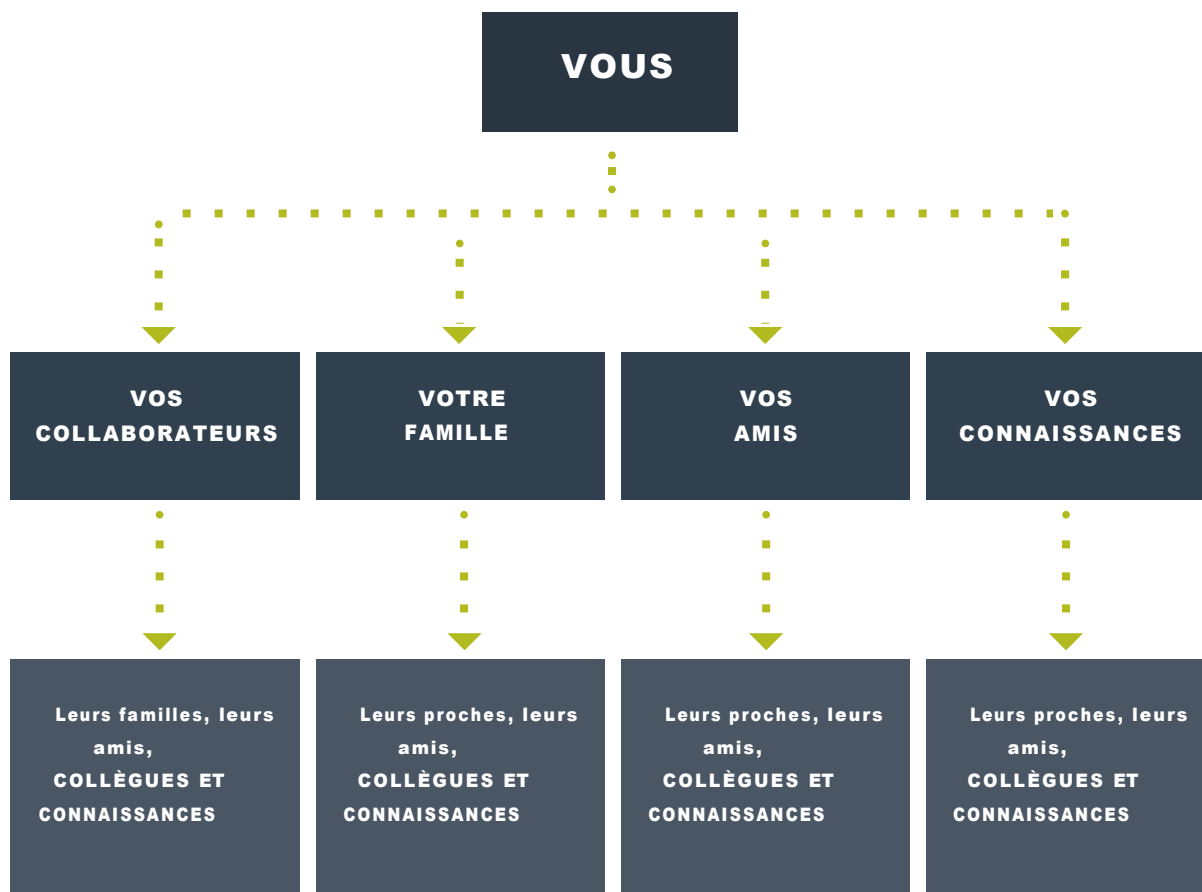 VOUS
VOS
COLLABORATEURS
VOTRE
FAMILLE
VOS
AMIS
VOS
CONNAISSANCES
Leurs familles, leurs
amis,
COLLÈGUES ET
CONNAISSANCES
Leurs proches, leurs
amis,
COLLÈGUES ET
CONNAISSANCES
Leurs proches, leurs
amis,
COLLÈGUES ET
CONNAISSANCES
Leurs proches, leurs
amis,
COLLÈGUES ET
CONNAISSANCES